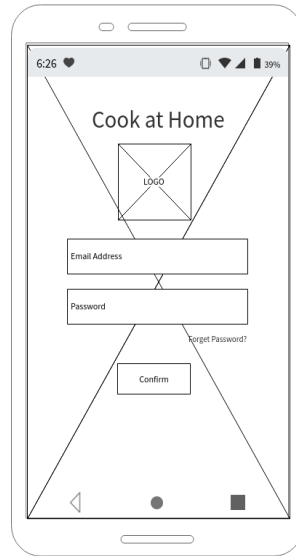 6:26 39%
Cook at Home
LOGO
Email Address
Password
Forget Password?
Confirm